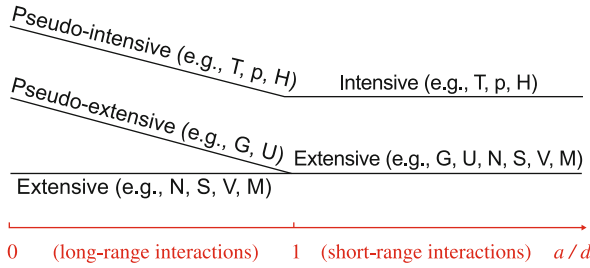 Pseudo-intensive (e.g., T, p, H)
Intensive (e.g., T, p, H)
Pseudo-extensive (e.g., G, U)
Extensive (e.g., G, U, N, S, V, M)
Extensive (e.g., N, S, V, M)
0 (long-range interactions) 1 (short-range interactions) a/d